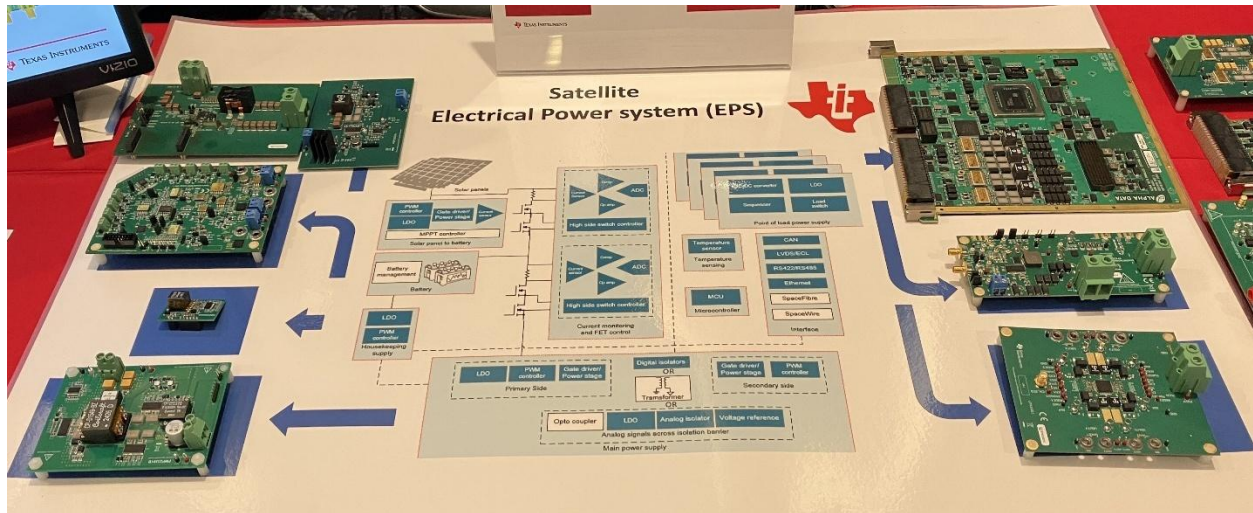 TEXAS INSTRUMENTS
VIZIO
TEXAS INSTRUMENTS
Satellite
Electrical Power system (EPS)
Solar panels
PWM
controller
LDO
Gate driver/
Power stage
Current
sensor
MPPT controller
Solar panel to battery
Battery
management
Battery
LDO
PWM
controller
Housekeeping
supply
Comp
Current
sensor
ADC
Op amp
High side switch controller
Comp
Current
sensor
ADC
Op amp
High side switch controller
Current monitoring
and FET control
DC/DC converter
LDO
Sequencer
Load
switch
Point of load power supply
Temperature
sensor
Temperature
sensing
MCU
Microcontroller
CAN
LVDS/ECL
RS422/RS485
Ethernet
SpaceFibre
SpaceWire
Interface
LDO
PWM
controller
Gate driver/
Power stage
Primary Side
Digital isolators
OR
Transformer
OR
Gate driver/
Power stage
PWM
controller
Secondary side
Opto coupler
LDO
Analog isolator
Voltage reference
Analog signals across isolation barrier
Main power supply
ALPHA DATA